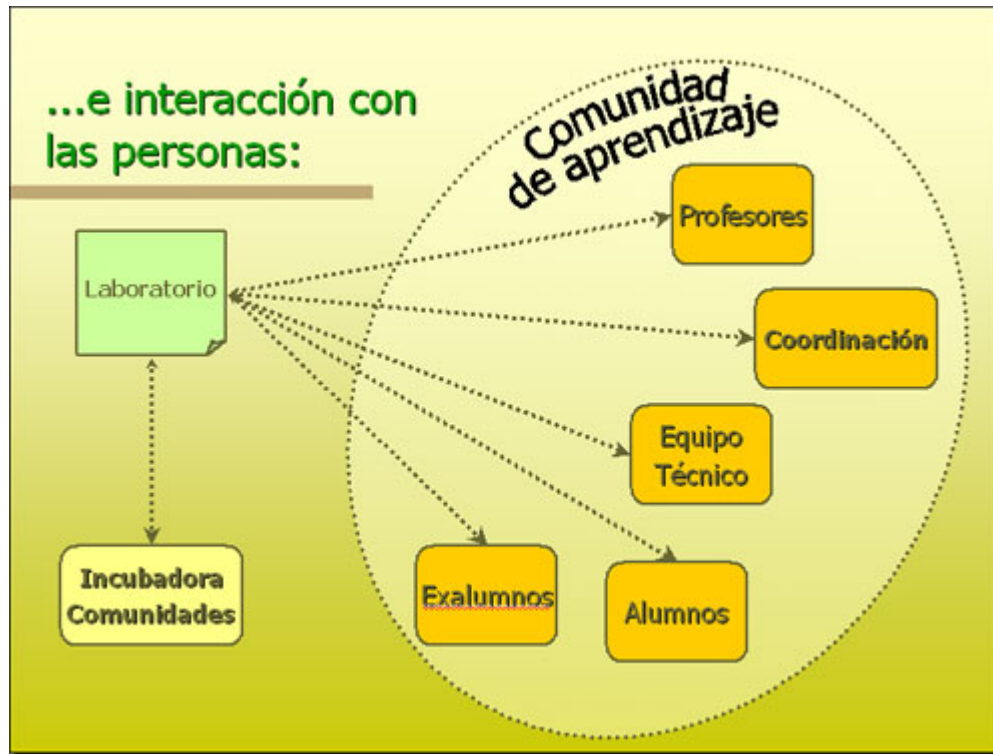 ...e interacción con
las personas:
Comunidad
de aprendizaje
Profesores
Laboratorio
Coordinación
Equipo
Técnico
Incubadora
Comunidades
Exalumnos
Alumnos